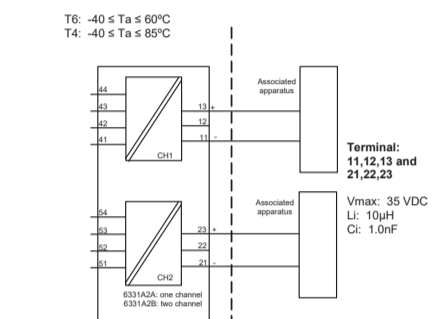 T6: -40 ≤ Ta ≤ 60ºC
T4: -40 ≤ Ta ≤ 85ºC
44
43
42
41
13 +
12
11 -
CH1
Associated
apparatus
Terminal:
11,12,13 and
21,22,23
Vmax: 35 VDC
Li: 10µH
Ci: 1.0nF
54
53
52
51
23 +
22
21 -
CH2
Associated
apparatus
6331A2A: one channel
6331A2B: two channel